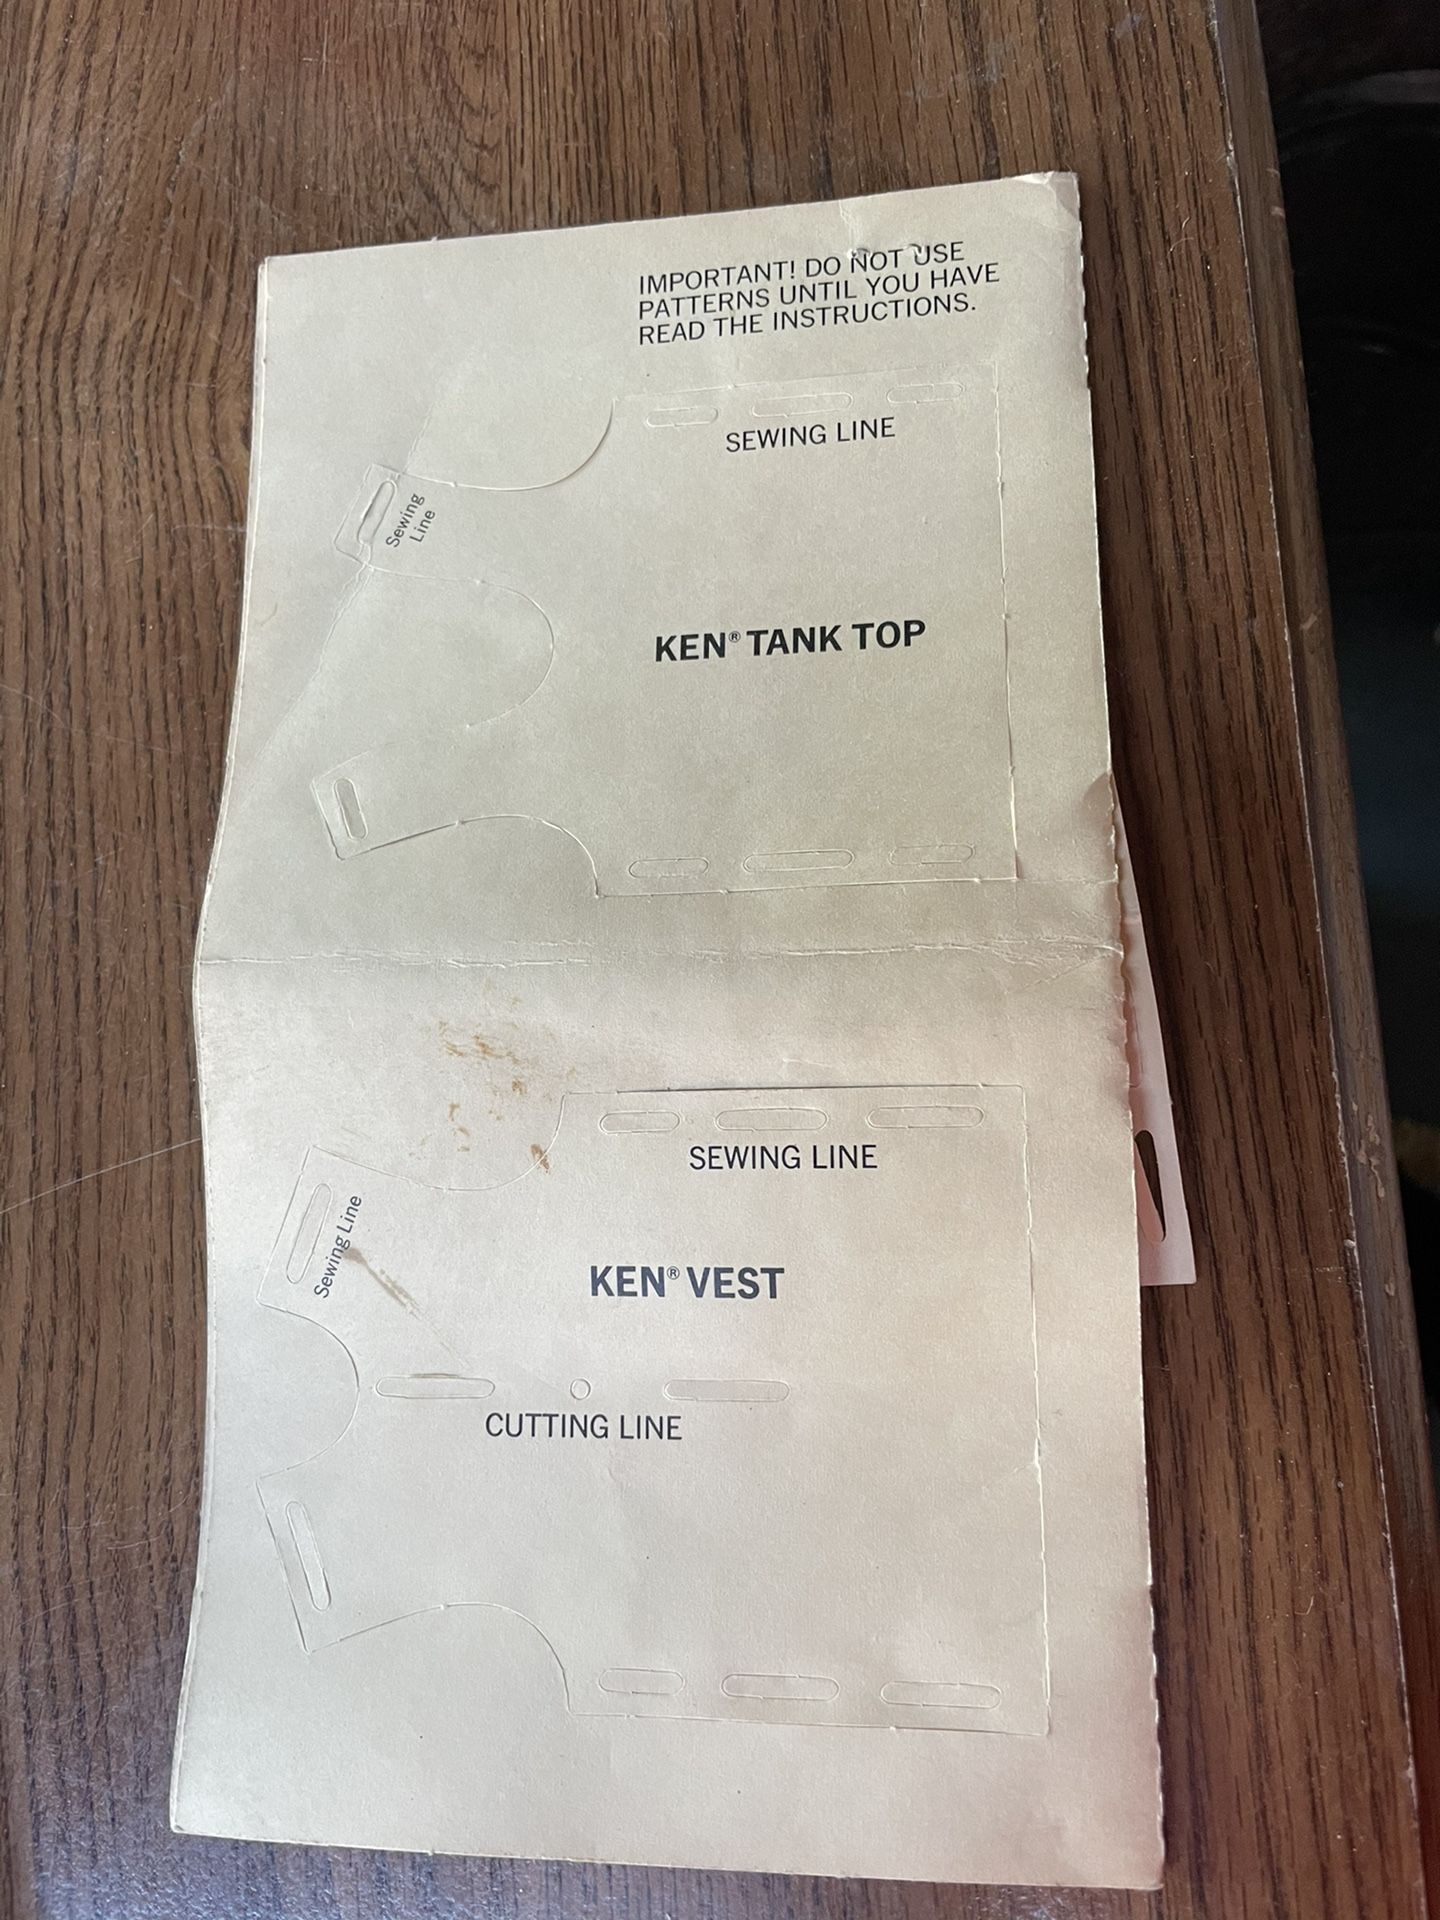 IMPORTANT! DO NOT USE
PATTERNS UNTIL YOU HAVE
READ THE INSTRUCTIONS.
SEWING LINE
Sewing
Line
KEN® TANK TOP
SEWING LINE
Sewing Line
KEN® VEST
CUTTING LINE